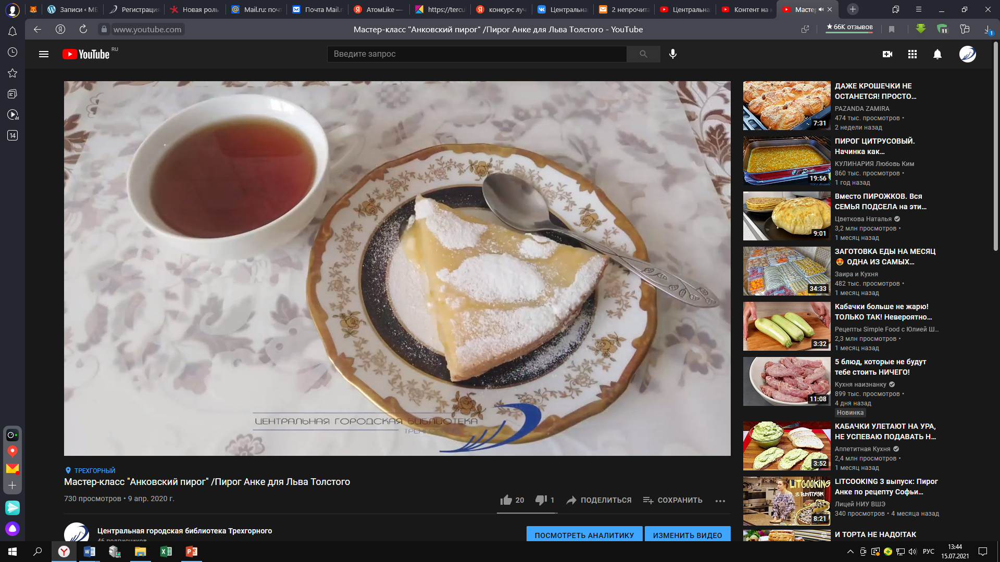 Записи ‹ МБ
Регистрация
Новая роль
Mail.ru: поч
Почта Mail.r
АтомLike —
https://tercu
конкурс луч
Центральна
2 непрочита
Центральна
Контент на к
Мастер
www.youtube.com
Мастер-класс "Анковский пирог" /Пирог Анке для Льва Толстого - YouTube
★66K отзывов
11
1
14
YouTube
RU
Введите запрос
ЦЕНТРАЛЬНАЯ ГОРОДСКАЯ БИБЛИОТЕКА
ТРЕХГОРНЫЙ
Мастер-класс "Анковский пирог" /Пирог Анке для Льва Толстого
730 просмотров • 9 апр. 2020 г.
20
1
ПОДЕЛИТЬСЯ
СОХРАНИТЬ
Центральная городская библиотека Трехгорного
46 подписчиков
ПОСМОТРЕТЬ АНАЛИТИКУ
ИЗМЕНИТЬ ВИДЕО
7:31
ДАЖЕ КРОШЕЧКИ НЕ
ОСТАНЕТСЯ! ПРОСТО…
PAZANDA ZAMIRA
474 тыс. просмотров •
2 недели назад
19:56
ПИРОГ ЦИТРУСОВЫЙ.
Начинка как…
КУЛИНАРИЯ Любовь Ким
860 тыс. просмотров •
1 год назад
9:01
Вместо ПИРОЖКОВ. Вся
СЕМЬЯ ПОДСЕЛА на эти…
Цветкова Наталья
3,2 млн просмотров •
1 месяц назад
34:33
ЗАГОТОВКА ЕДЫ НА МЕСЯЦ
🤩 ОДНА ИЗ САМЫХ…
Заира и Кухня
482 тыс. просмотров •
1 месяц назад
3:32
Кабачки больше не жарю!
ТОЛЬКО ТАК! Невероятно…
Рецепты Simple Food с Юлией Ш…
2,3 млн просмотров •
1 месяц назад
11:08
5 блюд, которые не будут
тебе стоить НИЧЕГО!
Кухня наизнанку
899 тыс. просмотров •
4 дня назад
Новинка
3:52
КАБАЧКИ УЛЕТАЮТ НА УРА,
НЕ УСПЕВАЮ ПОДАВАТЬ Н…
Аппетитная Кухня
2,4 млн просмотров •
1 месяц назад
LITCOOKING
3 ВЫПУСК
8:21
LITCOOKING 3 выпуск: Пирог
Анке по рецепту Софьи…
Лицей НИУ ВШЭ
340 просмотров • 4 месяца назад
И ТОРТА НЕ НАДО!ТАК
РУС
13:44
15.07.2021